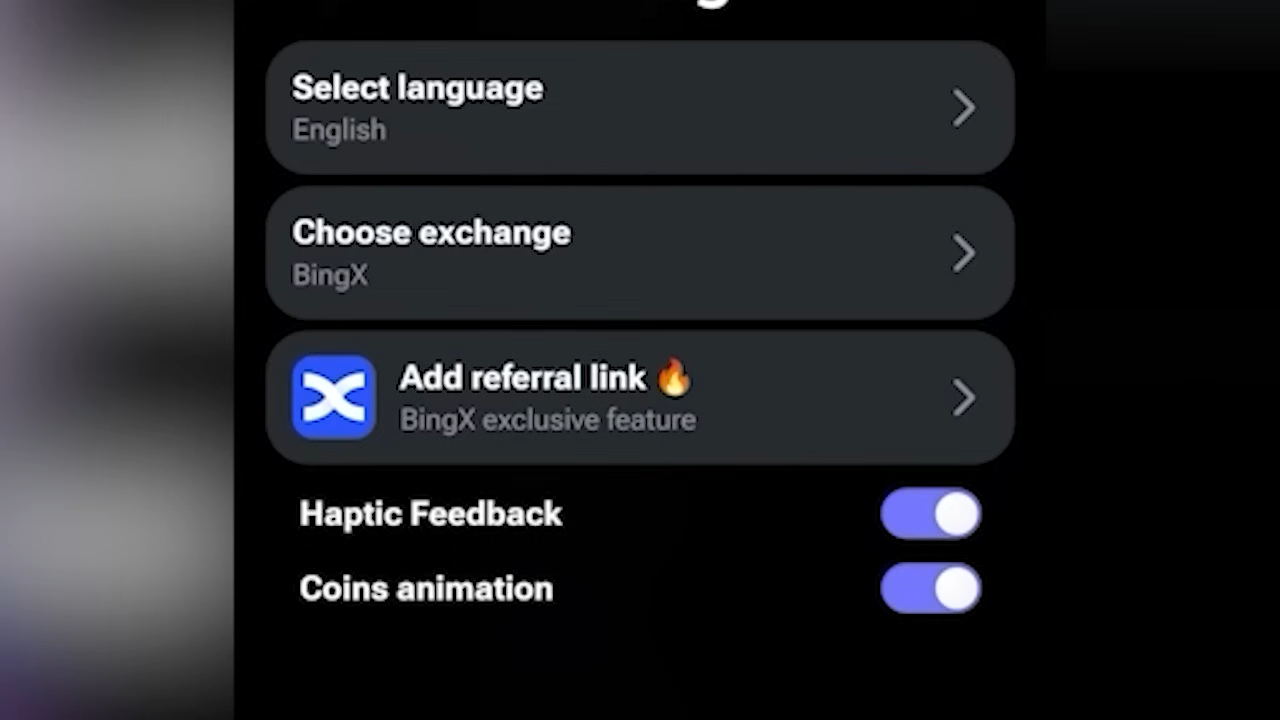 Select language
English
Choose exchange
BingX
Add referral link 🔥
BingX exclusive feature
Haptic Feedback
Coins animation